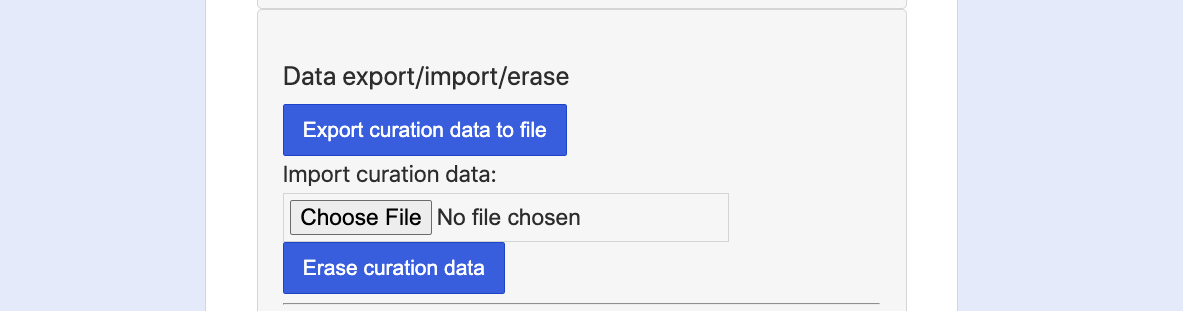 Data export/import/erase
Export curation data to file
Import curation data:
Choose File No file chosen
Erase curation data